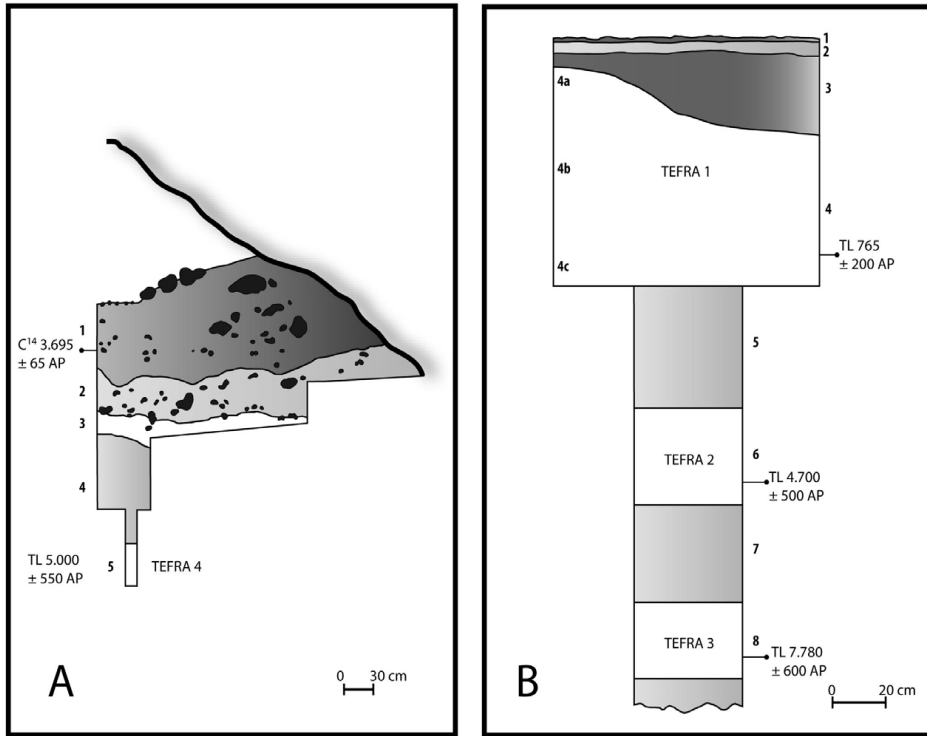 1
C¹⁴ 3.695
± 65 AP
2
3
4
TL 5.000
± 550 AP
5
TEFRA 4
A
0 30 cm
1
2
3
4a
4b
TEFRA 1
4
TL 765
± 200 AP
4c
5
6
TEFRA 2
TL 4.700
± 500 AP
7
8
TEFRA 3
TL 7.780
± 600 AP
B
0 20 cm